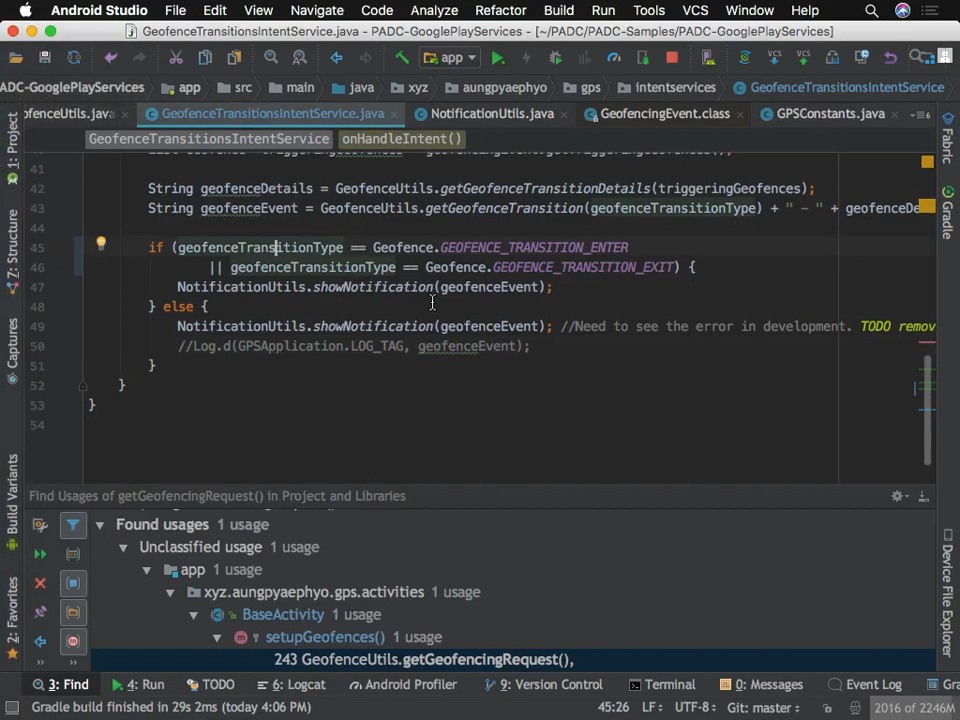 Android Studio File Edit View Navigate Code Analyze Refactor Build Run Tools VCS Window Help
GeofenceTransitionsIntentService.java - PADC-GooglePlayServices [~/PADC/PADC-Samples/PADC-GooglePlayServices]
app VCS VCS
ADC-GooglePlayServices app src main java xyz aungpyaephyo gps intentservices GeofenceTransitionsIntentService
efenceUtils.java GeofenceTransitionsIntentService.java NotificationUtils.java GeofencingEvent.class GPSConstants.java 6
GeofenceTransitionsIntentService onHandleIntent()
41
42 String geofenceDetails = GeofenceUtils.getGeofenceTransitionDetails(triggeringGeofences);
43 String geofenceEvent = GeofenceUtils.getGeofenceTransition(geofenceTransitionType) + " - " + geofenceDe
44
45 if (geofenceTransitionType == Geofence.GEOFENCE_TRANSITION_ENTER
46 || geofenceTransitionType == Geofence.GEOFENCE_TRANSITION_EXIT) {
47 NotificationUtils.showNotification(geofenceEvent);
48 } else {
49 NotificationUtils.showNotification(geofenceEvent); //Need to see the error in development. TODO remov
50 //Log.d(GPSApplication.LOG_TAG, geofenceEvent);
51 }
52 }
53 }
54
1: Project
7: Structure
Captures
Build Variants
2: Favorites
Fabric
Gradle
Device File Explorer
Find Usages of getGeofencingRequest() in Project and Libraries
Found usages 1 usage
Unclassified usage 1 usage
app 1 usage
xyz.aungpyaephyo.gps.activities 1 usage
BaseActivity 1 usage
setupGeofences() 1 usage
243 GeofenceUtils.getGeofencingRequest(),
3: Find 4: Run TODO 6: Logcat Android Profiler 9: Version Control Terminal 0: Messages Event Log Gra
Gradle build finished in 29s 2ms (today 4:06 PM) 45:26 LF UTF-8 Git: master 2016 of 2246M